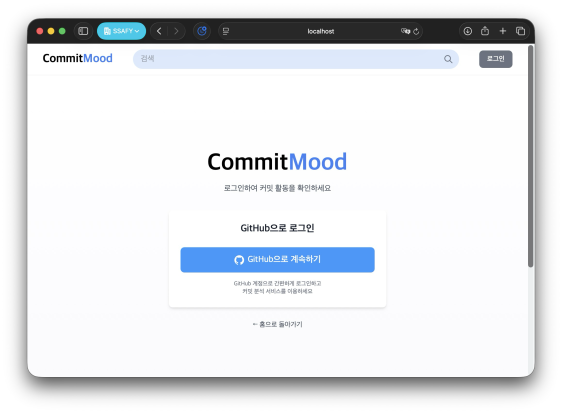 SSAFY
localhost
CommitMood
검색
로그인
CommitMood
로그인하여 커밋 활동을 확인하세요
GitHub으로 로그인
GitHub으로 계속하기
GitHub 계정으로 간편하게 로그인하고
커밋 분석 서비스를 이용하세요
← 홈으로 돌아가기